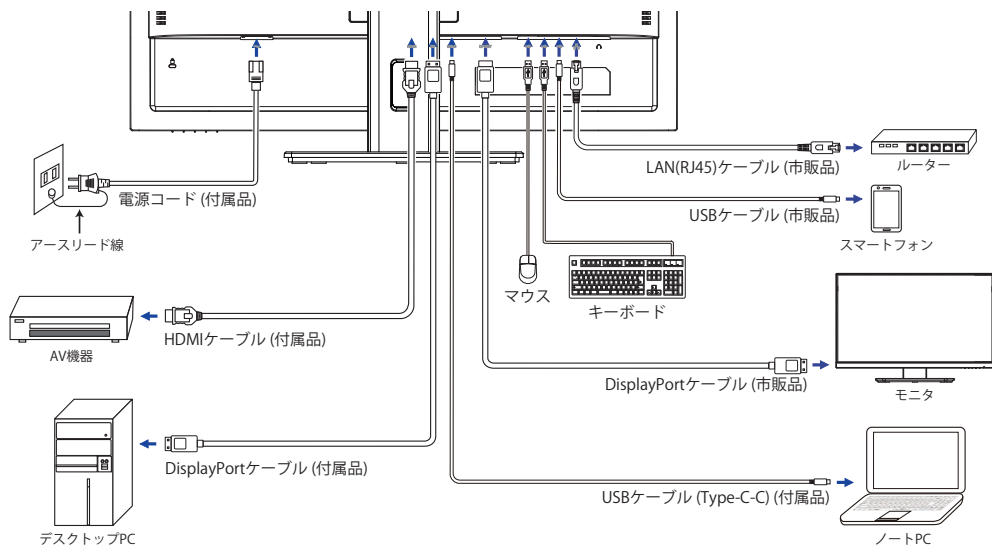 LAN(RJ45)ケーブル (市販品)
ルーター
電源コード (付属品)
USBケーブル (市販品)
アースリード線
スマートフォン
マウス
キーボード
HDMIケーブル (付属品)
AV機器
DisplayPortケーブル (市販品)
モニタ
DisplayPortケーブル (付属品)
USBケーブル (Type-C-C) (付属品)
デスクトップPC
ノートPC